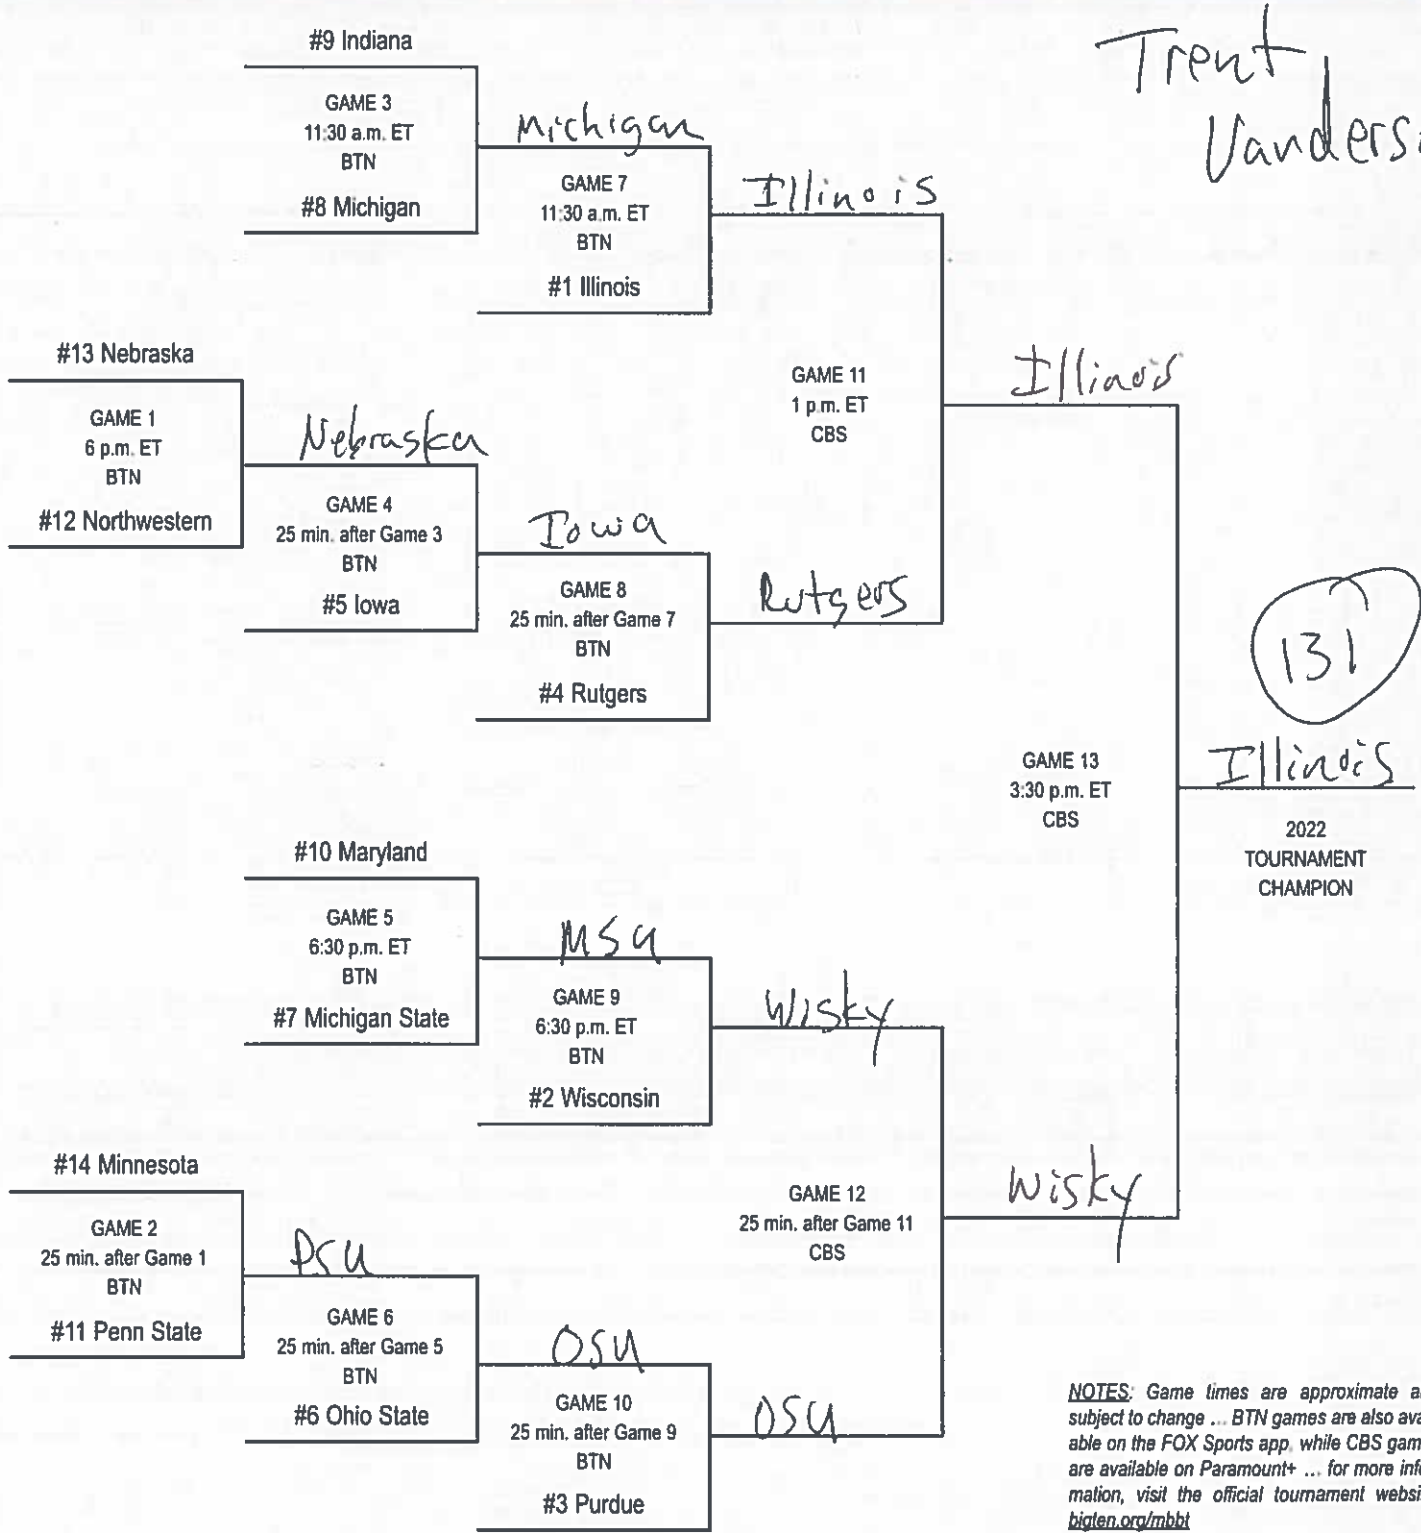 Trent
#9 Indiana
GAME 3
11:30 a.m. ET
BTN
#8 Michigan
Michigan
GAME 7
11:30 a.m. ET
BTN
#1 Illinois
Illinois
#13 Nebraska
GAME 1
6 p.m. ET
BTN
#12 Northwestern
Nebraska
GAME 4
25 min. after Game 3
BTN
#5 Iowa
Iowa
GAME 8
25 min. after Game 7
BTN
#4 Rutgers
Rutgers
GAME 11
1 p.m. ET
CBS
Illinois
#10 Maryland
GAME 5
6:30 p.m. ET
BTN
#7 Michigan State
MSU
GAME 9
6:30 p.m. ET
BTN
#2 Wisconsin
Wisky
#14 Minnesota
GAME 2
25 min. after Game 1
BTN
#11 Penn State
PSU
GAME 6
25 min. after Game 5
BTN
#6 Ohio State
OSU
GAME 10
25 min. after Game 9
BTN
#3 Purdue
OSU
GAME 12
25 min. after Game 11
CBS
Wisky
GAME 13
3:30 p.m. ET
CBS
131
Illinois
2022
TOURNAMENT
CHAMPION
NOTES: Game times are approximate
subject to change ... BTN games are also
able on the FOX Sports app, while CBS
are available on Paramount+ ... for more
mation, visit the official tournament
bigten.org/mbbt